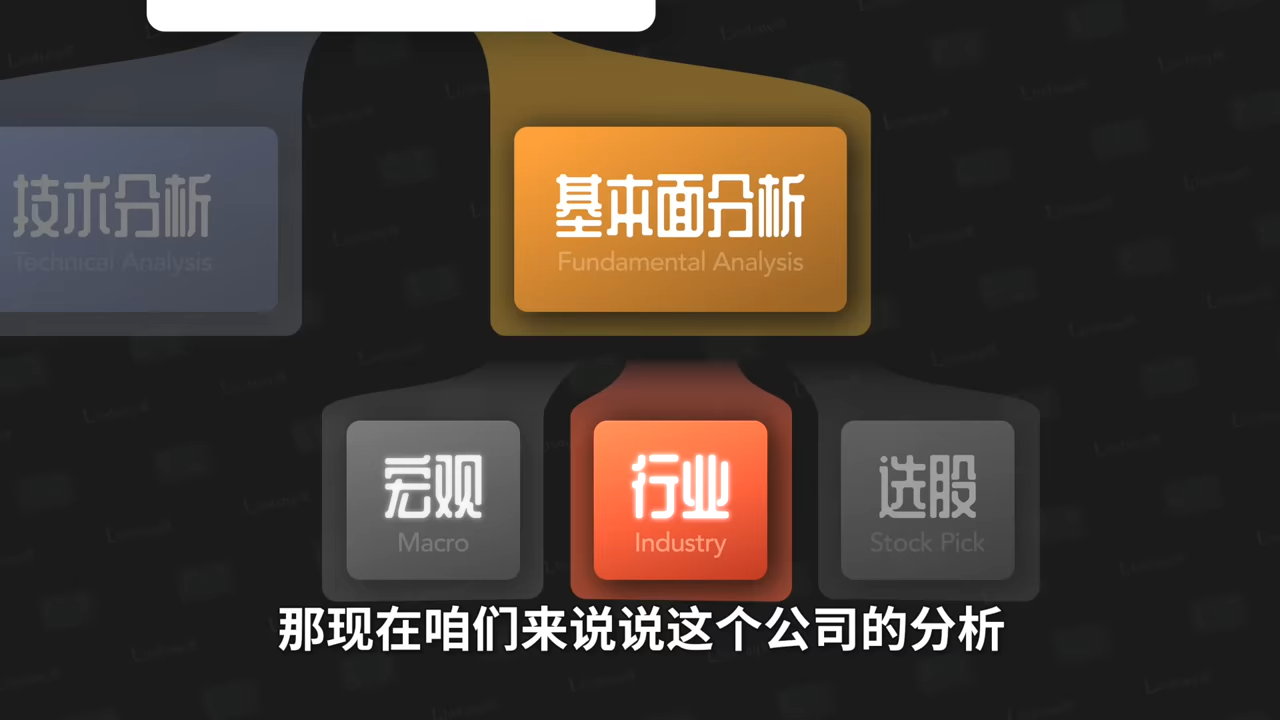 技术分析
Technical Analysis
基本面分析
Fundamental Analysis
宏观
Macro
行业
Industry
选股
Stock Pick
那现在咱们来说说这个公司的分析